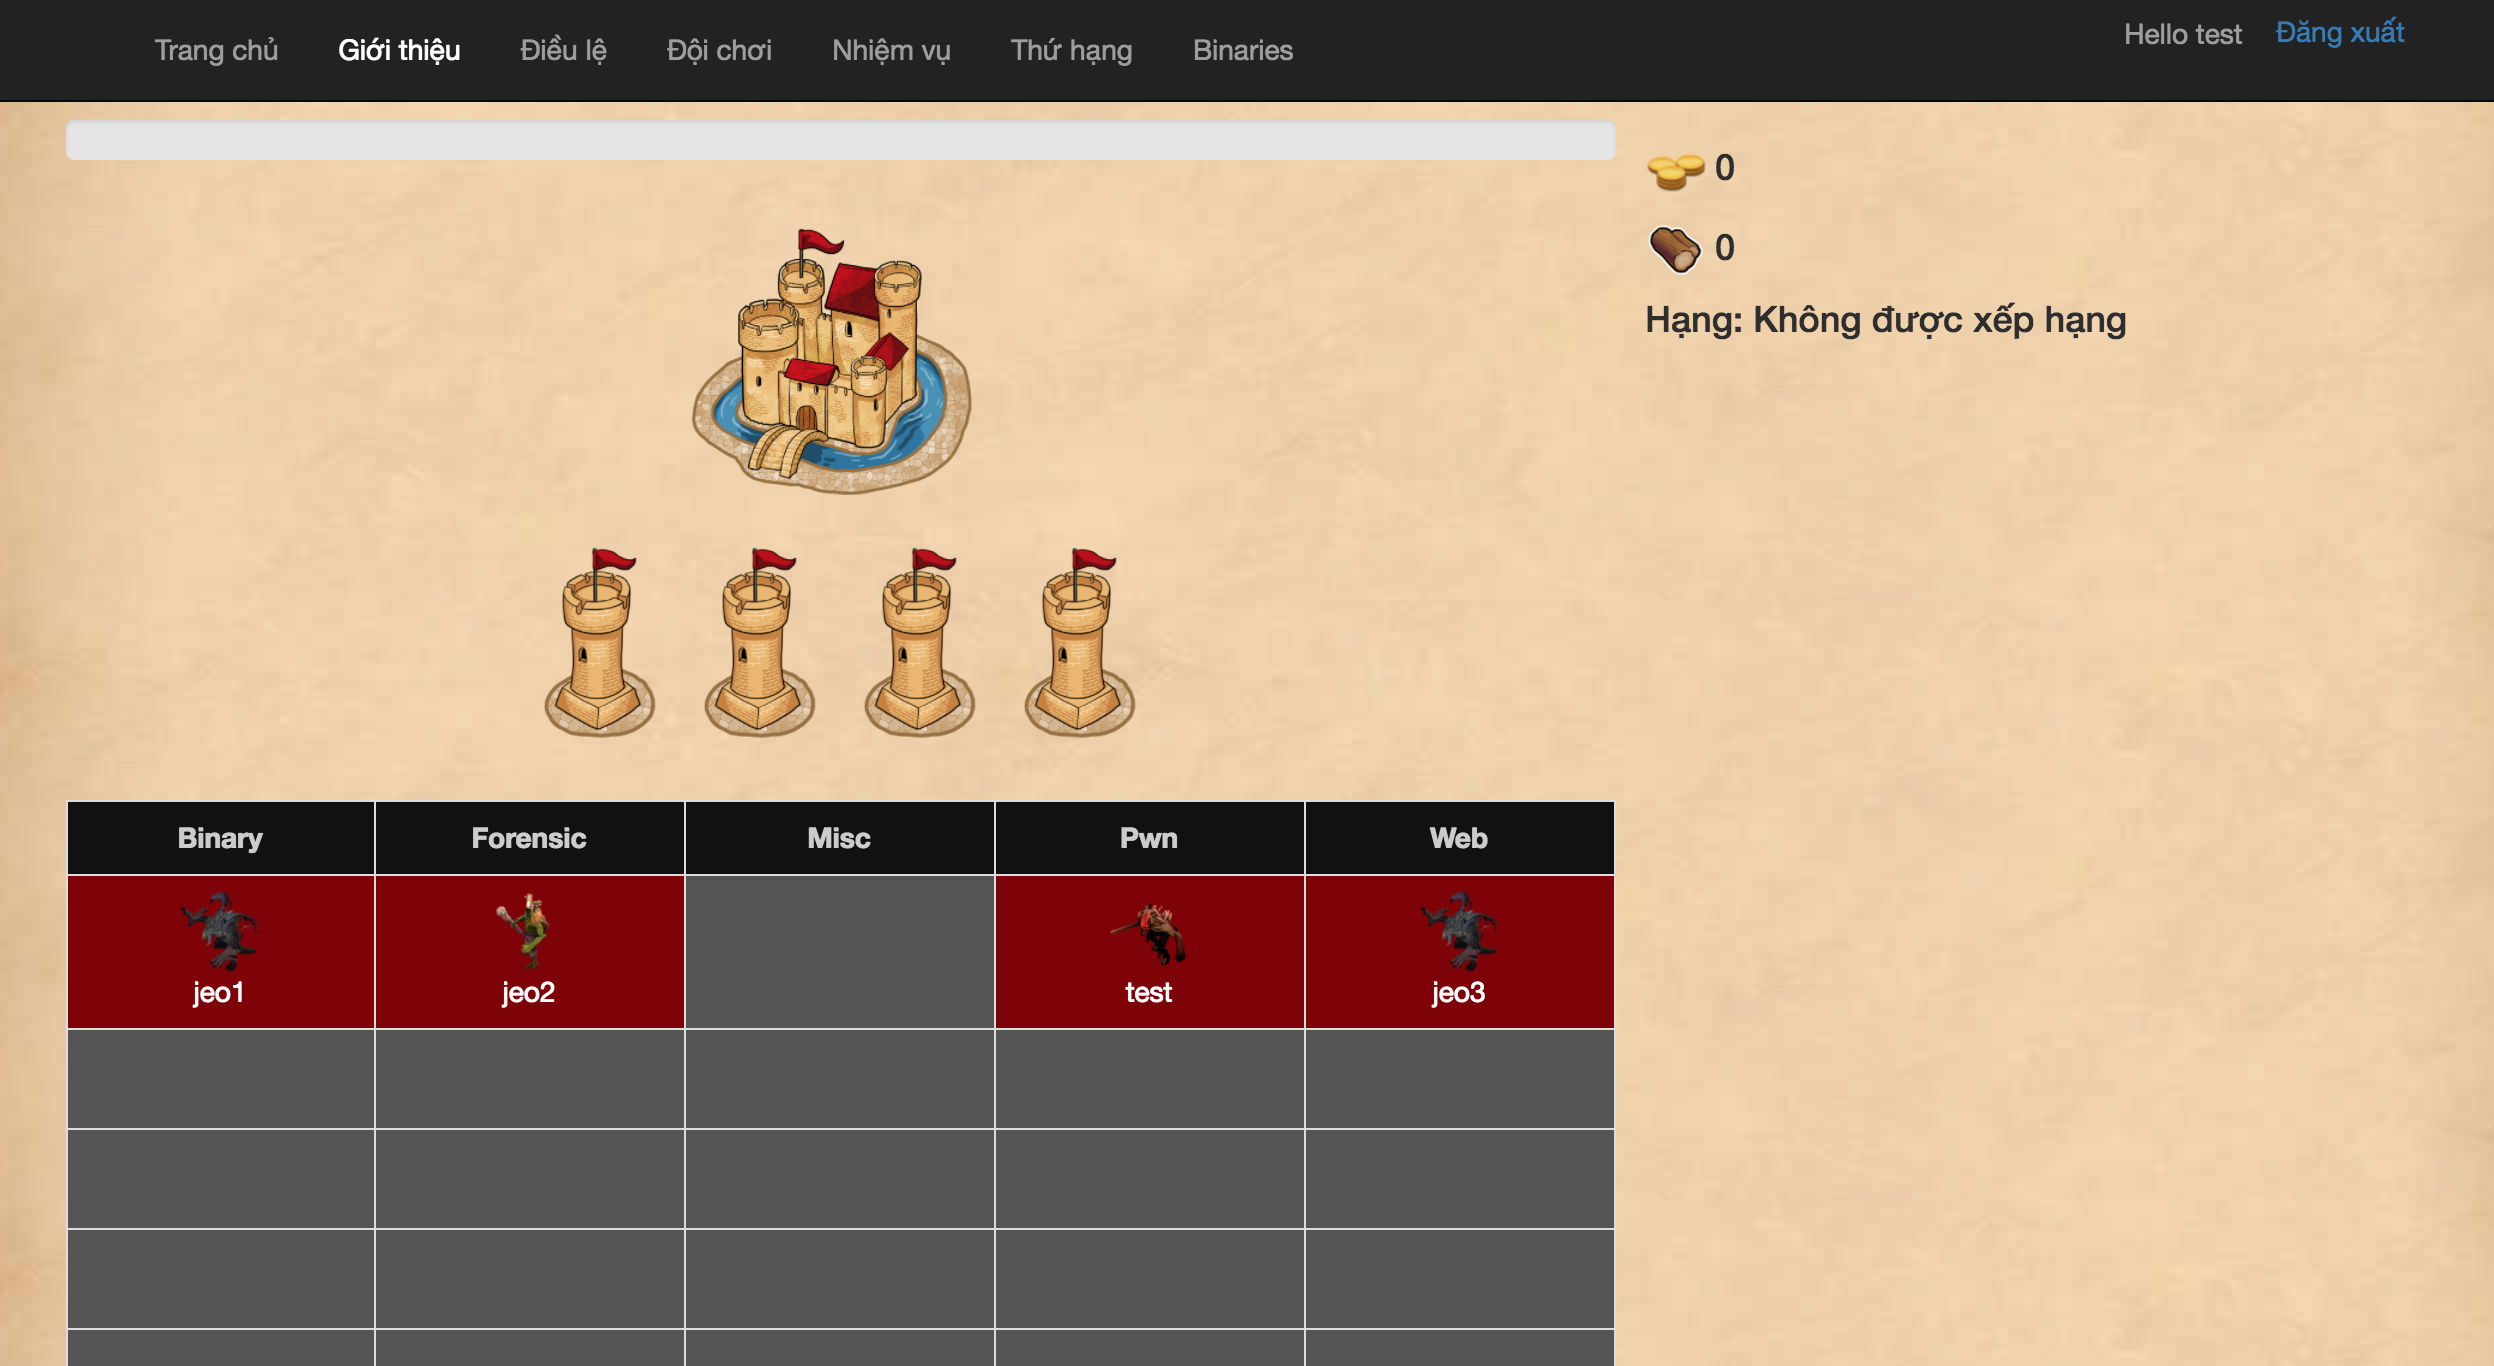 Trang chủ Giới thiệu Điều lệ Đội chơi Nhiệm vụ Thứ hạng Binaries Hello test Đăng xuất
0
0
Hạng: Không được xếp hạng
Binary Forensic Misc Pwn Web
jeo1 jeo2 test jeo3